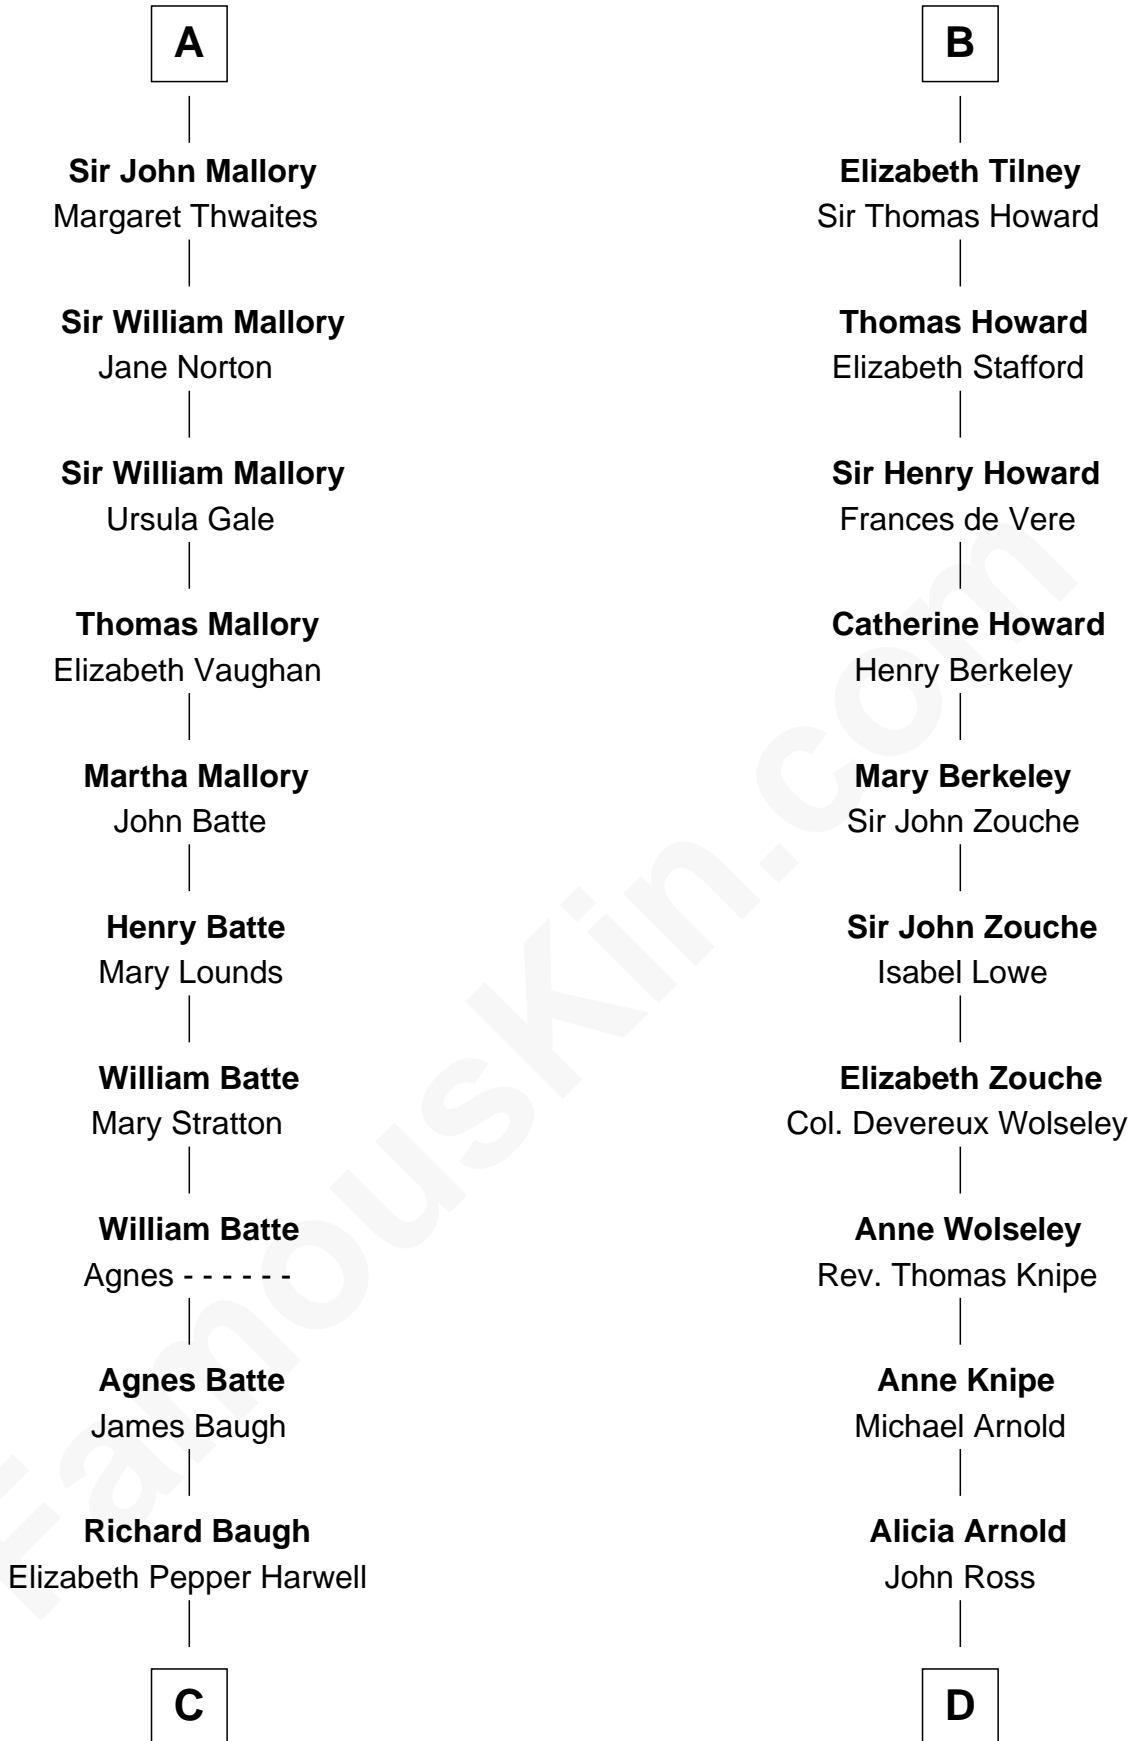 A
Sir John Mallory
Margaret Thwaites
Sir William Mallory
Jane Norton
Sir William Mallory
Ursula Gale
Thomas Mallory
Elizabeth Vaughan
Martha Mallory
John Batte
Henry Batte
Mary Lounds
William Batte
Mary Stratton
William Batte
Agnes - - - - - -
Agnes Batte
James Baugh
Richard Baugh
Elizabeth Pepper Harwell
C
B
Elizabeth Tilney
Sir Thomas Howard
Thomas Howard
Elizabeth Stafford
Sir Henry Howard
Frances de Vere
Catherine Howard
Henry Berkeley
Mary Berkeley
Sir John Zouche
Sir John Zouche
Isabel Lowe
Elizabeth Zouche
Col. Devereux Wolseley
Anne Wolseley
Rev. Thomas Knipe
Anne Knipe
Michael Arnold
Alicia Arnold
John Ross
D
FamousKin.com